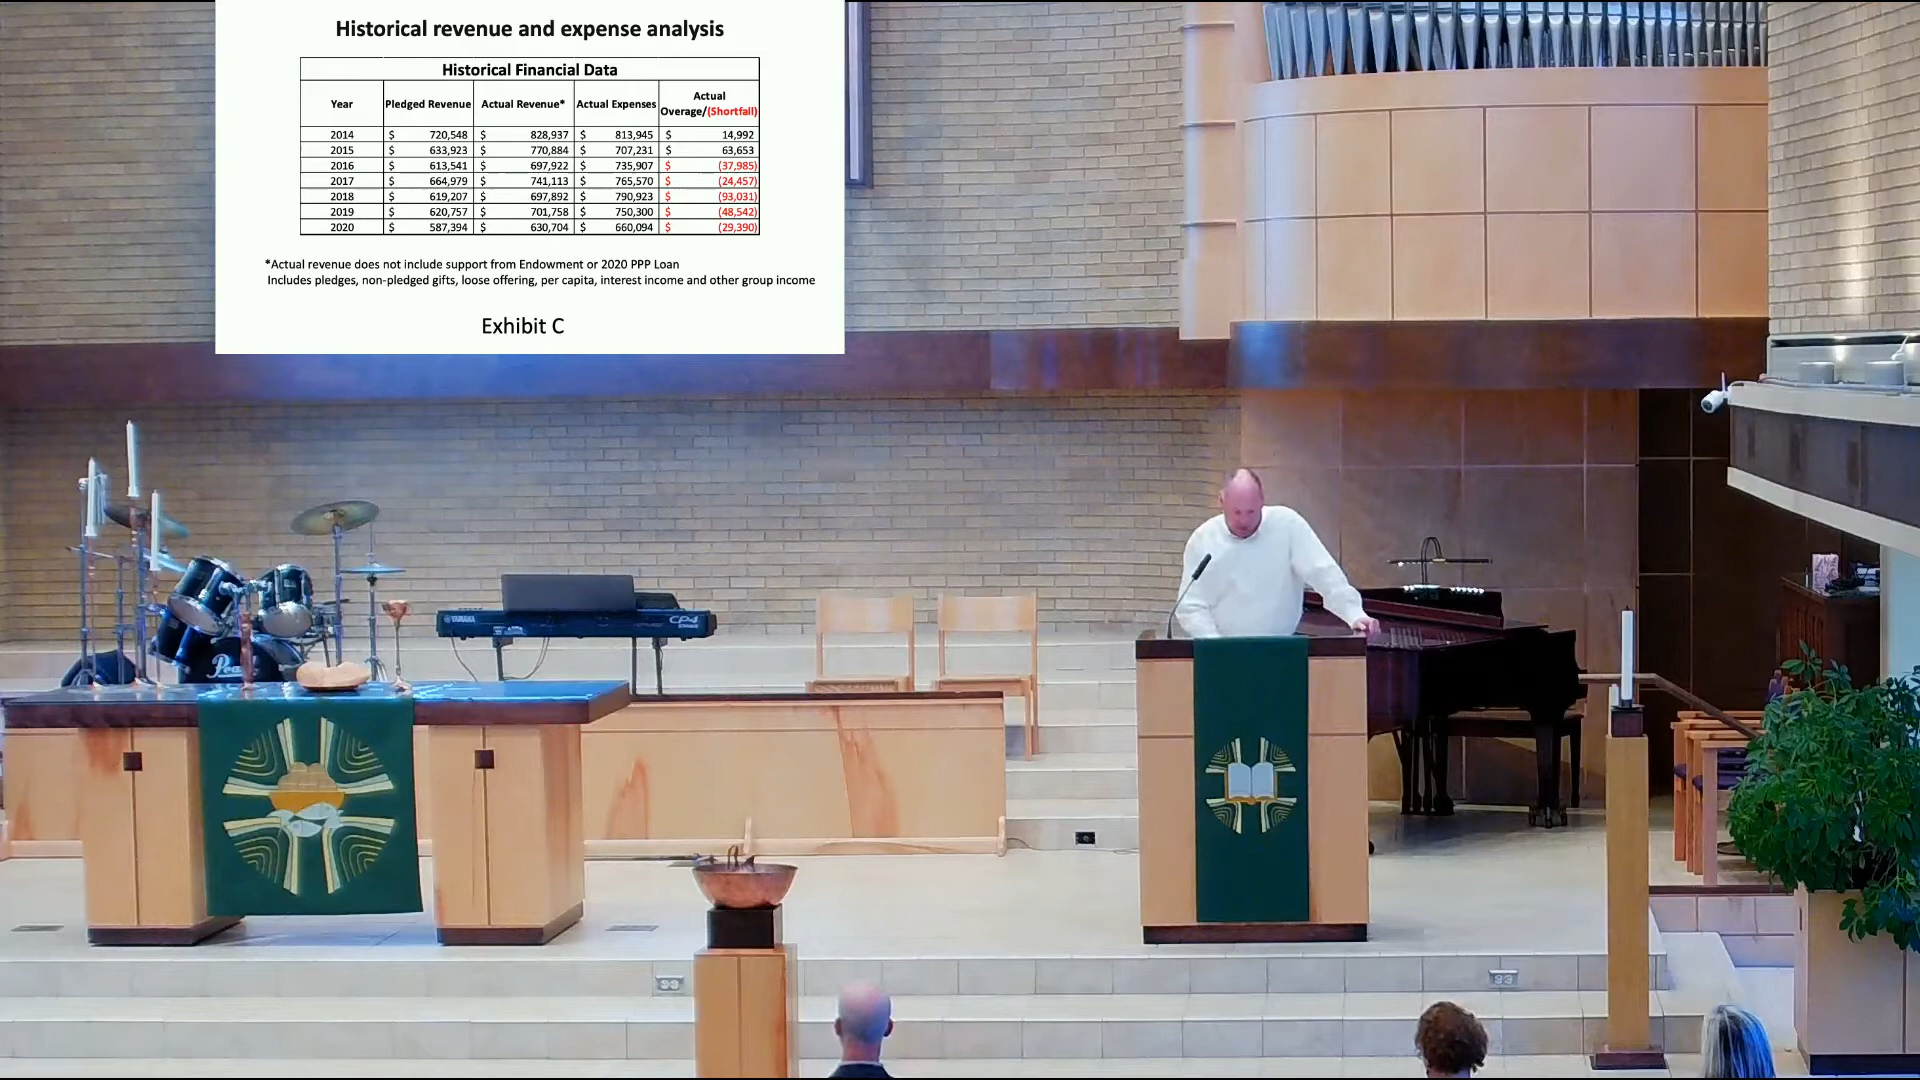 Historical revenue and expense analysis
Historical Financial Data
Year Pledged Revenue Actual Revenue* Actual Expenses Actual Overage/(Shortfall)
2014 $ 720,548 $ 828,937 $ 813,945 $ 14,992
2015 $ 633,923 $ 770,884 $ 707,231 $ 63,653
2016 $ 613,541 $ 697,922 $ 735,907 $ (37,985)
2017 $ 664,979 $ 741,113 $ 765,570 $ (24,457)
2018 $ 619,207 $ 697,892 $ 790,923 $ (93,031)
2019 $ 620,757 $ 701,758 $ 750,300 $ (48,542)
2020 $ 587,394 $ 630,704 $ 660,094 $ (29,390)
*Actual revenue does not include support from Endowment or 2020 PPP Loan
Includes pledges, non-pledged gifts, loose offering, per capita, interest income and other group income
Exhibit C
YAMAHA
CP4